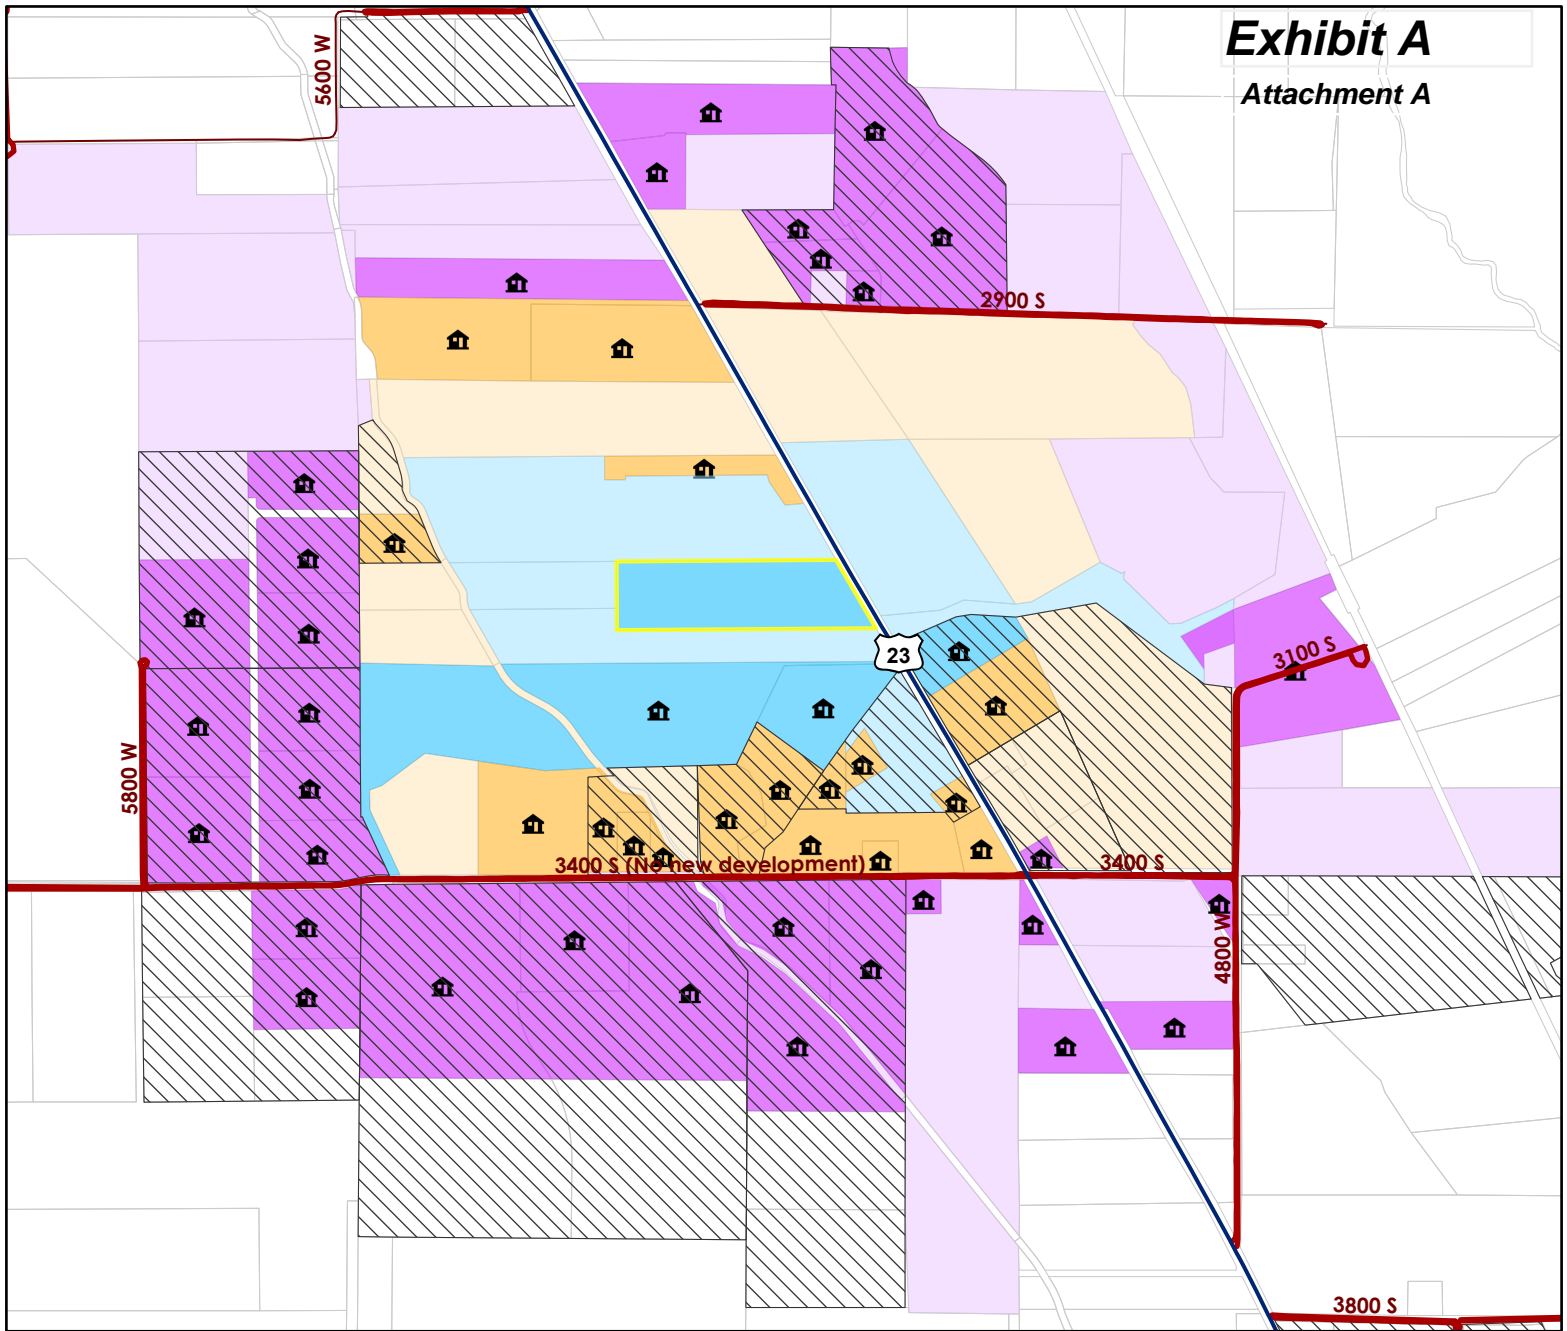 Exhibit A
Attachment A
5600 W
2900 S
23
3100 S
5800 W
3400 S (No new development)
3400 S
4800 W
3800 S